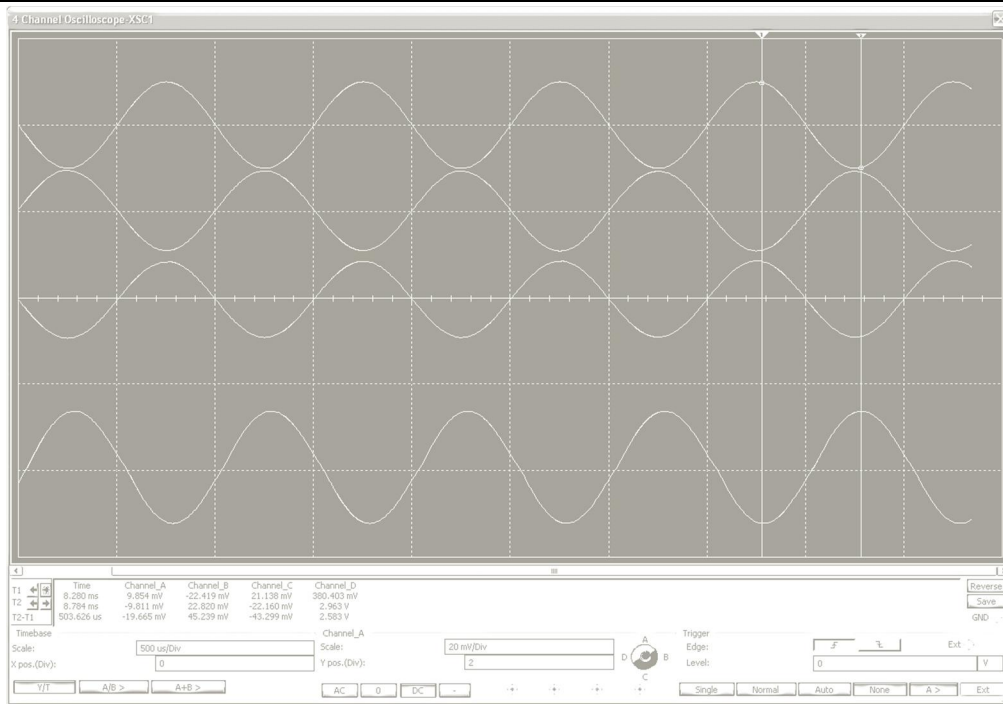 4 Channel Oscilloscope-XSC1
Time Channel_A Channel_B Channel_C Channel_D
T1 8.280 ms 9.854 mV -22.419 mV 21.138 mV 380.403 mV
T2 8.784 ms -9.811 mV 22.820 mV -22.160 mV 2.963 V
T2-T1 503.626 us -19.665 mV 45.239 mV -43.299 mV 2.583 V
Reverse
Save
GND
Timebase
Scale: 500 us/Div
X pos.(Div): 0
Y/T A/B > A+B >
Channel_A
Scale: 20 mV/Div
Y pos.(Div): 2
AC 0 DC -
A
D B
C
Trigger
Edge: Ext
Level: 0 V
Single Normal Auto None A > Ext